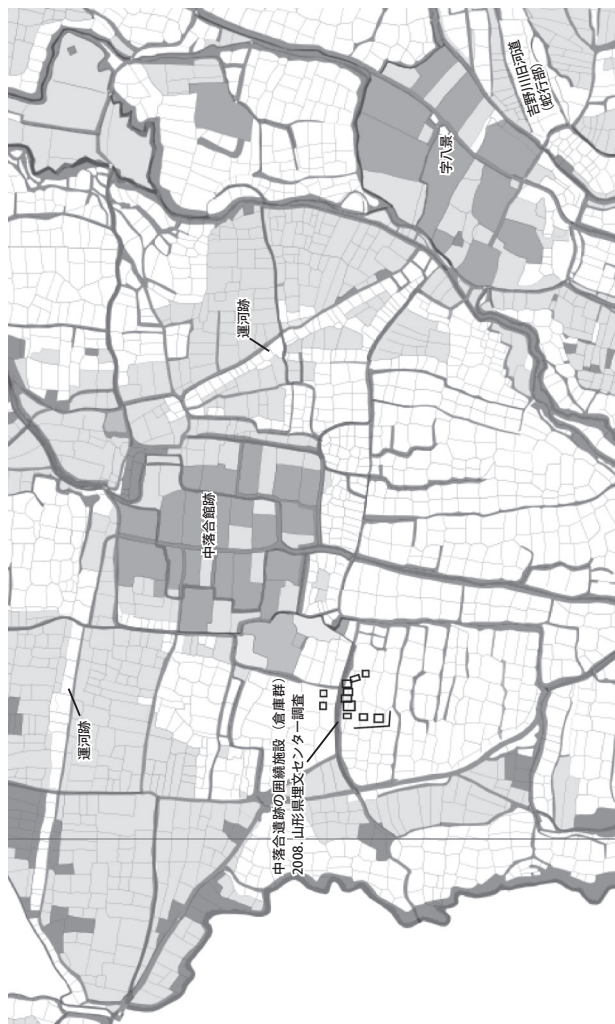 吉野川旧河道
（蛇行部）
字八景
運河跡
中落合館跡
運河跡
中落合遺跡の囲繞施設（倉庫群）
2008. 山形県埋文センター調査